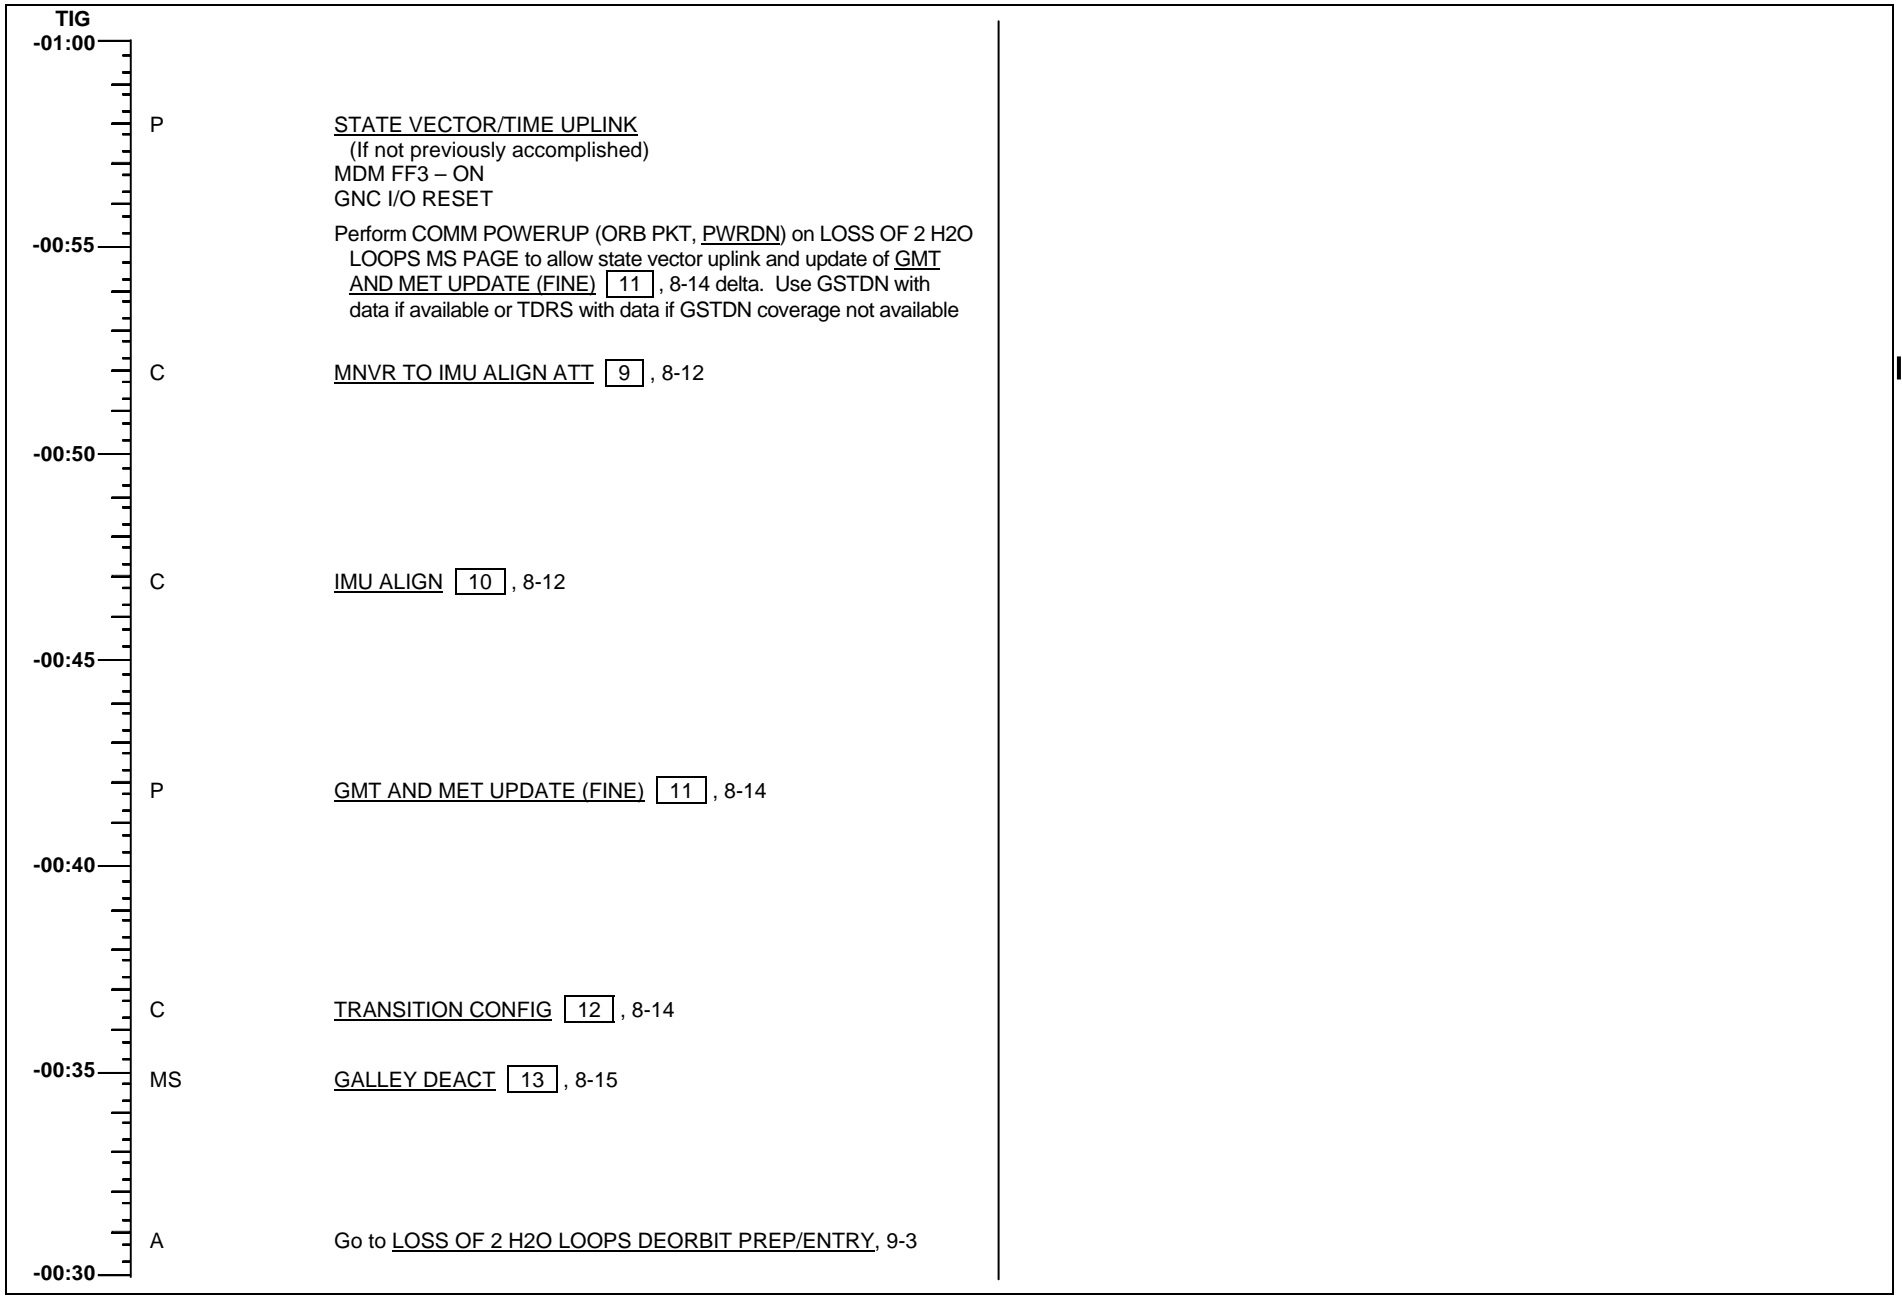 TIG
-01:00
P STATE VECTOR/TIME UPLINK
(If not previously accomplished)
MDM FF3 – ON
GNC I/O RESET
Perform COMM POWERUP (ORB PKT, PWRDN) on LOSS OF 2 H2O
-00:55
LOOPS MS PAGE to allow state vector uplink and update of GMT
AND MET UPDATE (FINE) 11 , 8-14 delta. Use GSTDN with
data if available or TDRS with data if GSTDN coverage not available
C MNVR TO IMU ALIGN ATT 9 , 8-12
-00:50
C IMU ALIGN 10 , 8-12
-00:45
P GMT AND MET UPDATE (FINE) 11 , 8-14
-00:40
C TRANSITION CONFIG 12 , 8-14
-00:35
MS GALLEY DEACT 13 , 8-15
A Go to LOSS OF 2 H2O LOOPS DEORBIT PREP/ENTRY, 9-3
-00:30